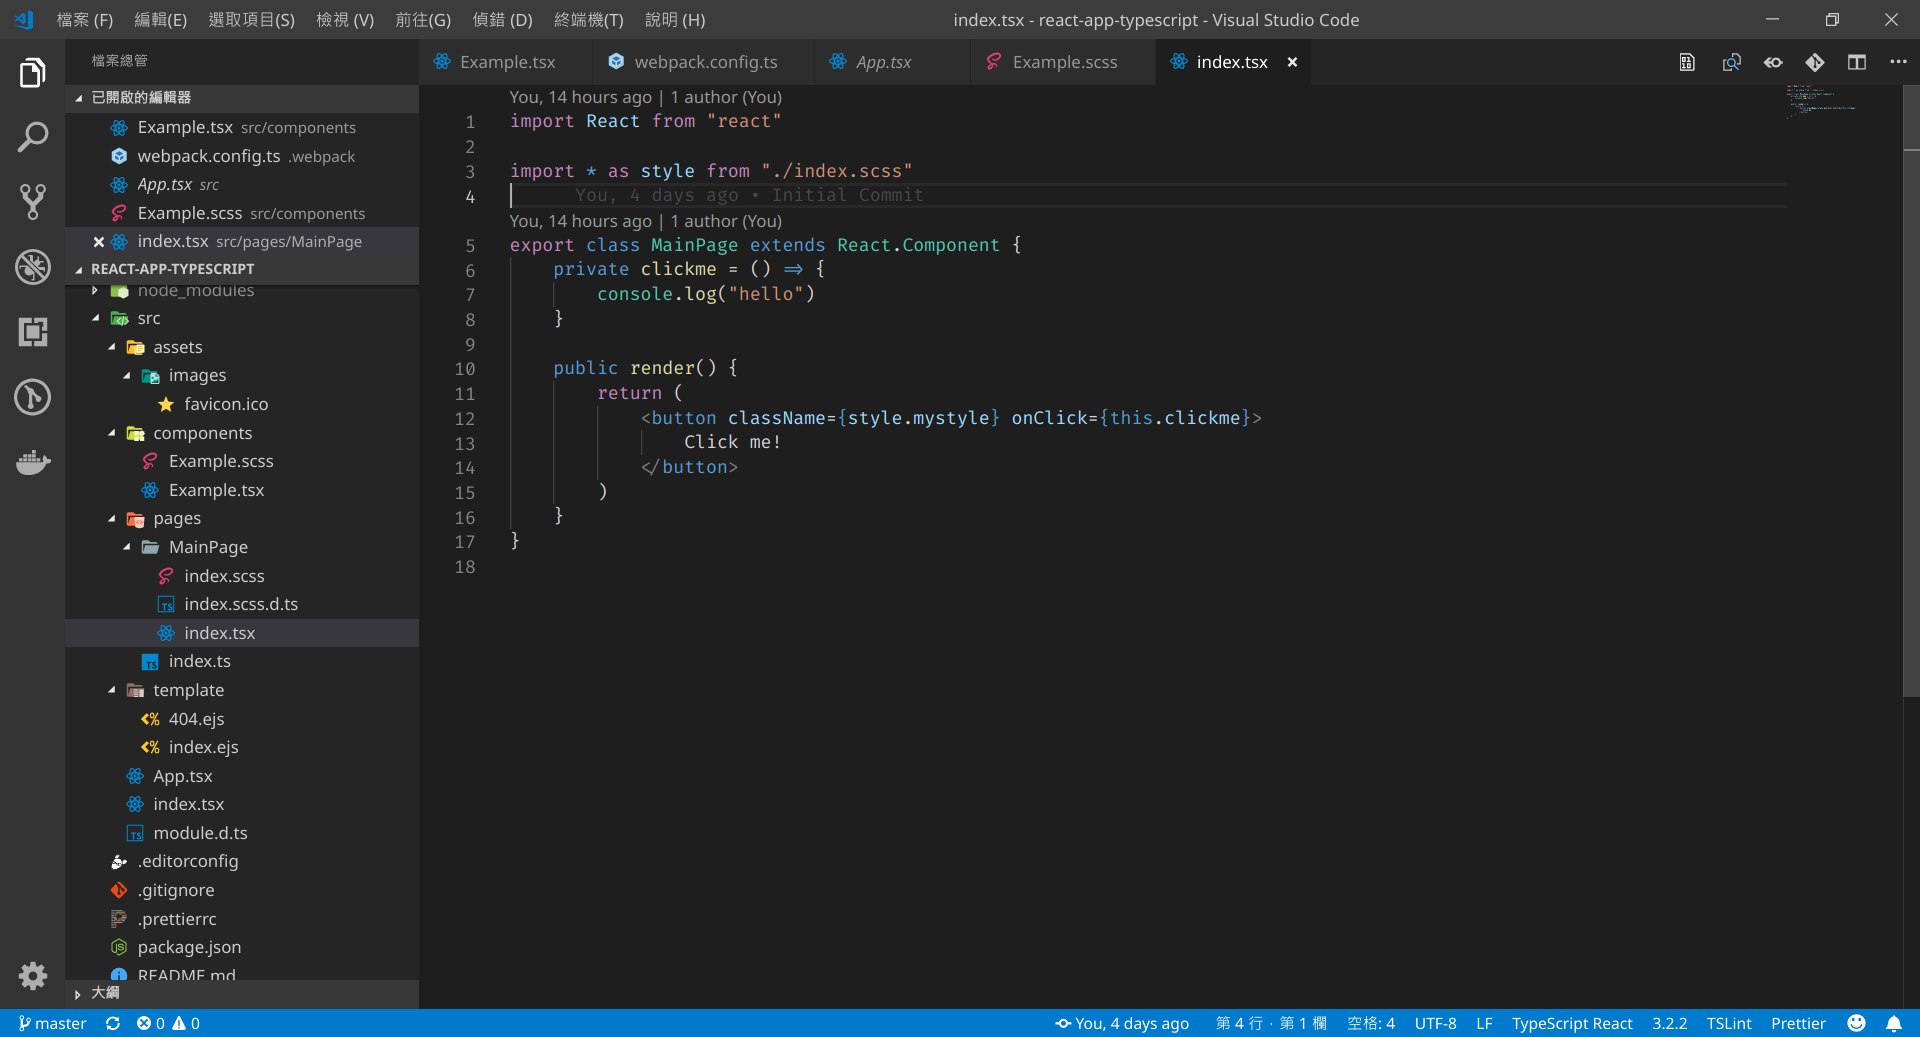 檔案 (F) 編輯(E) 選取項目(S) 檢視 (V) 前往(G) 偵錯 (D) 終端機(T) 說明 (H) index.tsx - react-app-typescript - Visual Studio Code
檔案總管
已開啟的編輯器
Example.tsx src/components
webpack.config.ts .webpack
App.tsx src
Example.scss src/components
index.tsx src/pages/MainPage
REACT-APP-TYPESCRIPT
node_modules
src
assets
images
favicon.ico
components
Example.scss
Example.tsx
pages
MainPage
index.scss
index.scss.d.ts
index.tsx
index.ts
template
404.ejs
index.ejs
App.tsx
index.tsx
module.d.ts
.editorconfig
.gitignore
.prettierrc
package.json
README.md
大綱
Example.tsx webpack.config.ts App.tsx Example.scss index.tsx
You, 14 hours ago | 1 author (You)
1 import React from "react"
2
3 import * as style from "./index.scss"
4 You, 4 days ago • Initial Commit
You, 14 hours ago | 1 author (You)
5 export class MainPage extends React.Component {
6 private clickme = () => {
7 console.log("hello")
8 }
9
10 public render() {
11 return (
12 <button className={style.mystyle} onClick={this.clickme}>
13 Click me!
14 </button>
15 )
16 }
17 }
18
master 0 0 You, 4 days ago 第 4 行，第 1 欄 空格: 4 UTF-8 LF TypeScript React 3.2.2 TSLint Prettier